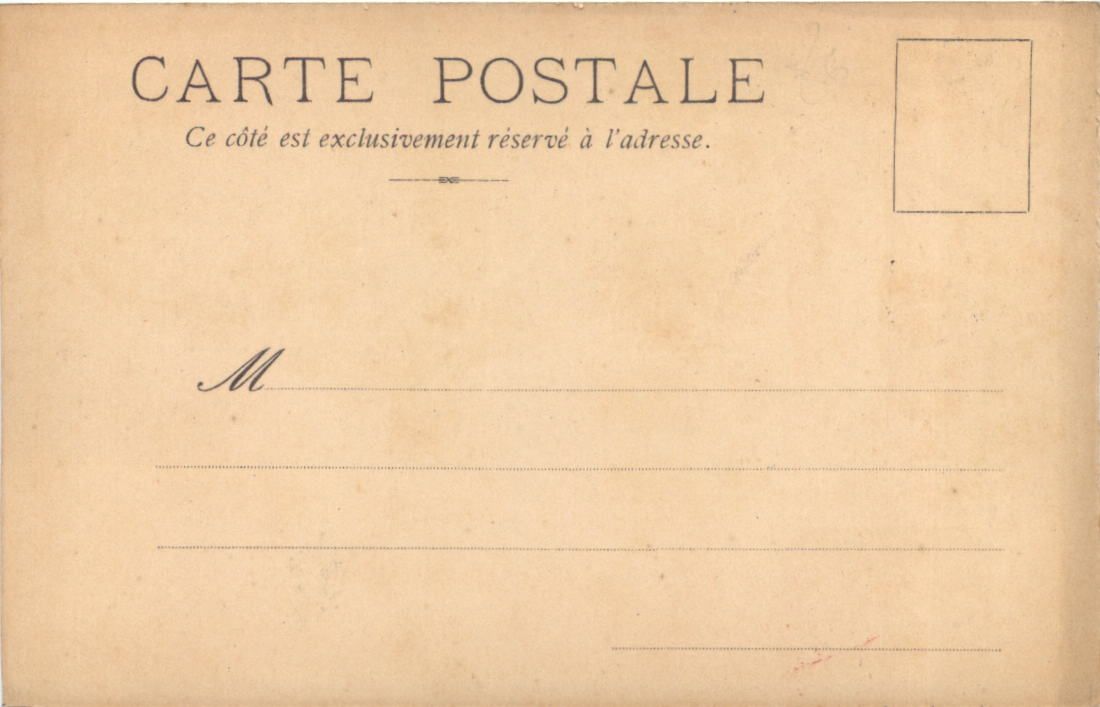 CARTE POSTALE
Ce côté est exclusivement réservé à l'adresse.
M